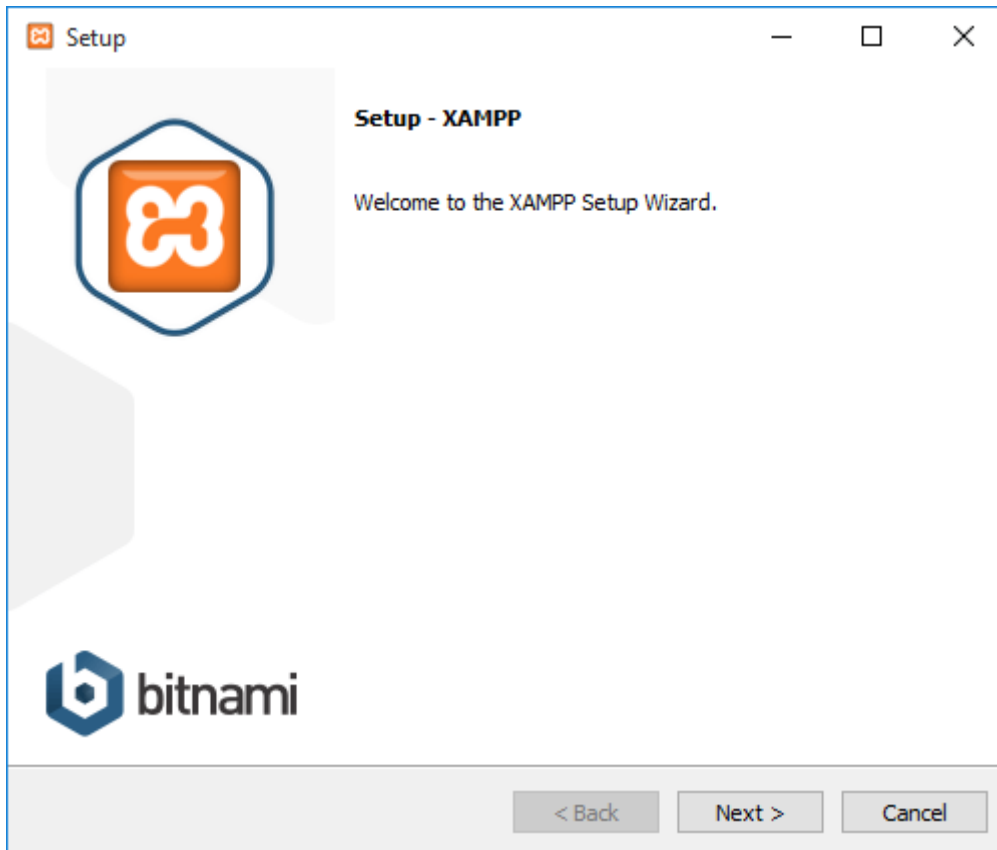 Setup
Setup - XAMPP
Welcome to the XAMPP Setup Wizard.
bitnami
< Back
Next >
Cancel